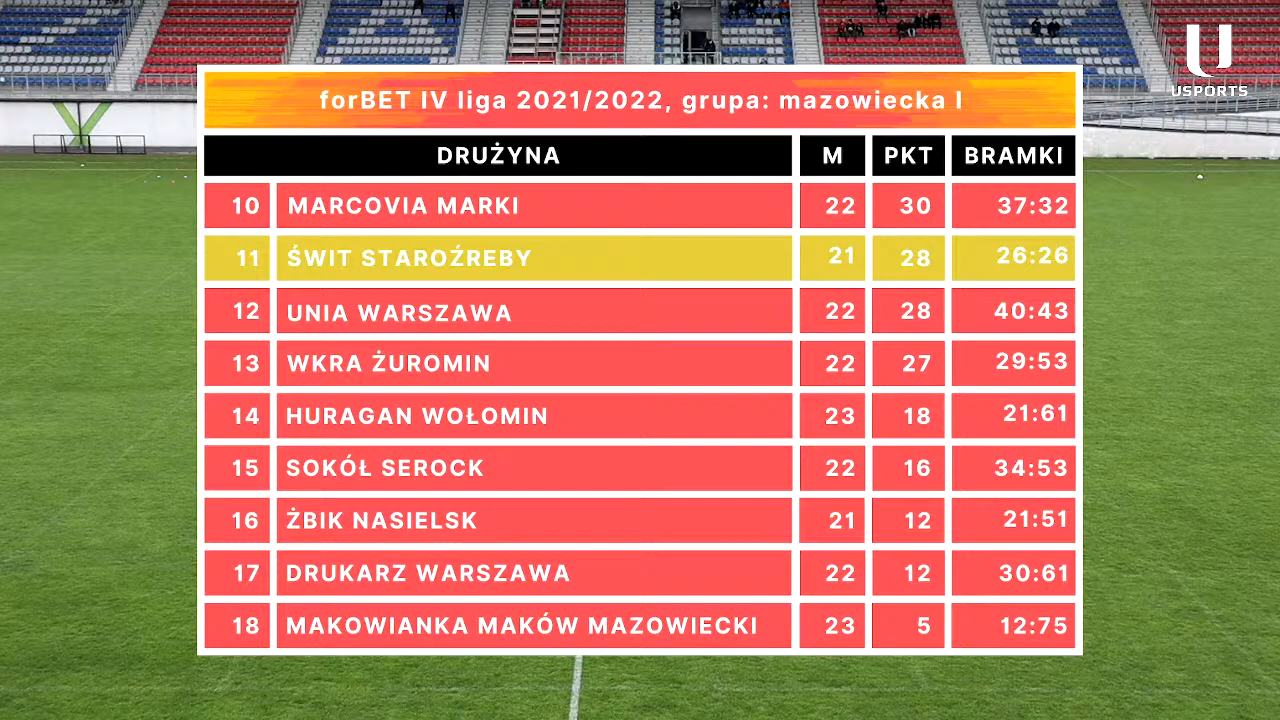 USPORTS
forBET IV liga 2021/2022, grupa: mazowiecka I
DRUŻYNA M PKT BRAMKI
10 MARCOVIA MARKI 22 30 37:32
11 ŚWIT STAROŹREBY 21 28 26:26
12 UNIA WARSZAWA 22 28 40:43
13 WKRA ŻUROMIN 22 27 29:53
14 HURAGAN WOŁOMIN 23 18 21:61
15 SOKÓŁ SEROCK 22 16 34:53
16 ŻBIK NASIELSK 21 12 21:51
17 DRUKARZ WARSZAWA 22 12 30:61
18 MAKOWIANKA MAKÓW MAZOWIECKI 23 5 12:75